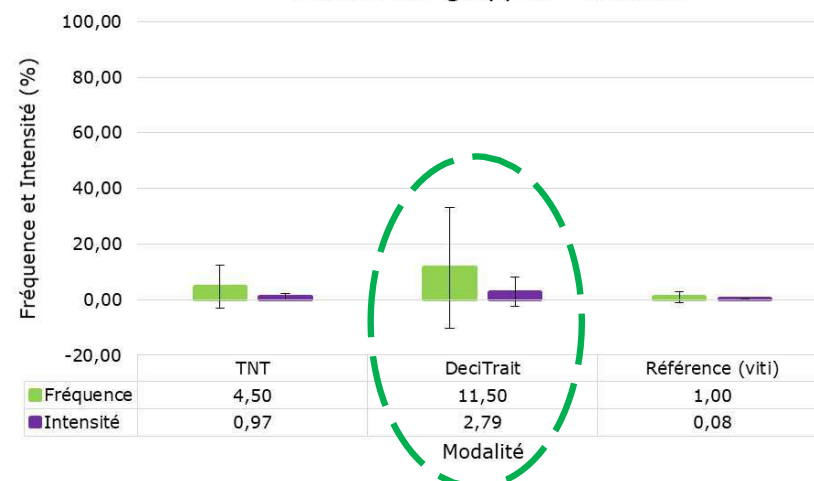 100,00
80,00
60,00
40,00
20,00
0,00
-20,00
Fréquence et Intensité (%)
TNT DeciTrait Référence (viti)
Fréquence 4,50 11,50 1,00
Intensité 0,97 2,79 0,08
Modalité